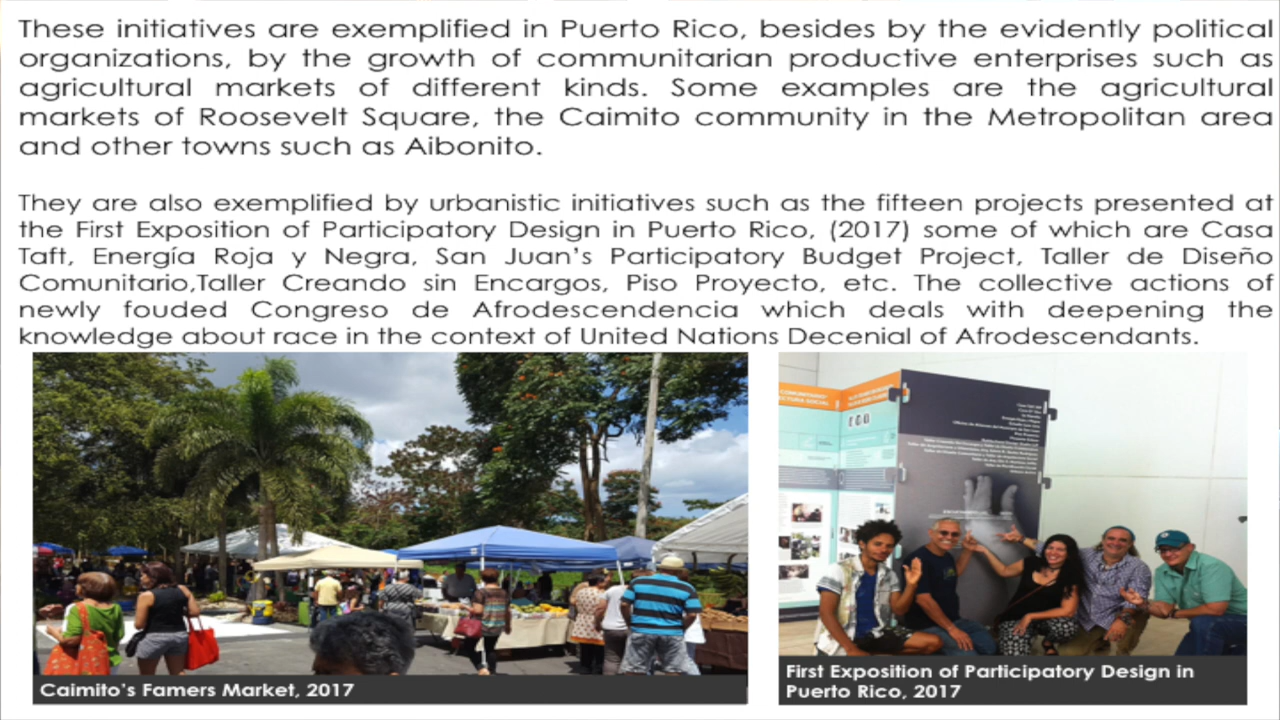 These initiatives are exemplified in Puerto Rico, besides by the evidently political
organizations, by the growth of communitarian productive enterprises such as
agricultural markets of different kinds. Some examples are the agricultural
markets of Roosevelt Square, the Caimito community in the Metropolitan area
and other towns such as Aibonito.
They are also exemplified by urbanistic initiatives such as the fifteen projects presented at
the First Exposition of Participatory Design in Puerto Rico, (2017) some of which are Casa
Taft, Energía Roja y Negra, San Juan's Participatory Budget Project, Taller de Diseño
Comunitario,Taller Creando sin Encargos, Piso Proyecto, etc. The collective actions of
newly fouded Congreso de Afrodescendencia which deals with deepening the
knowledge about race in the context of United Nations Decenial of Afrodescendants.
Caimito's Famers Market, 2017
First Exposition of Participatory Design in
Puerto Rico, 2017